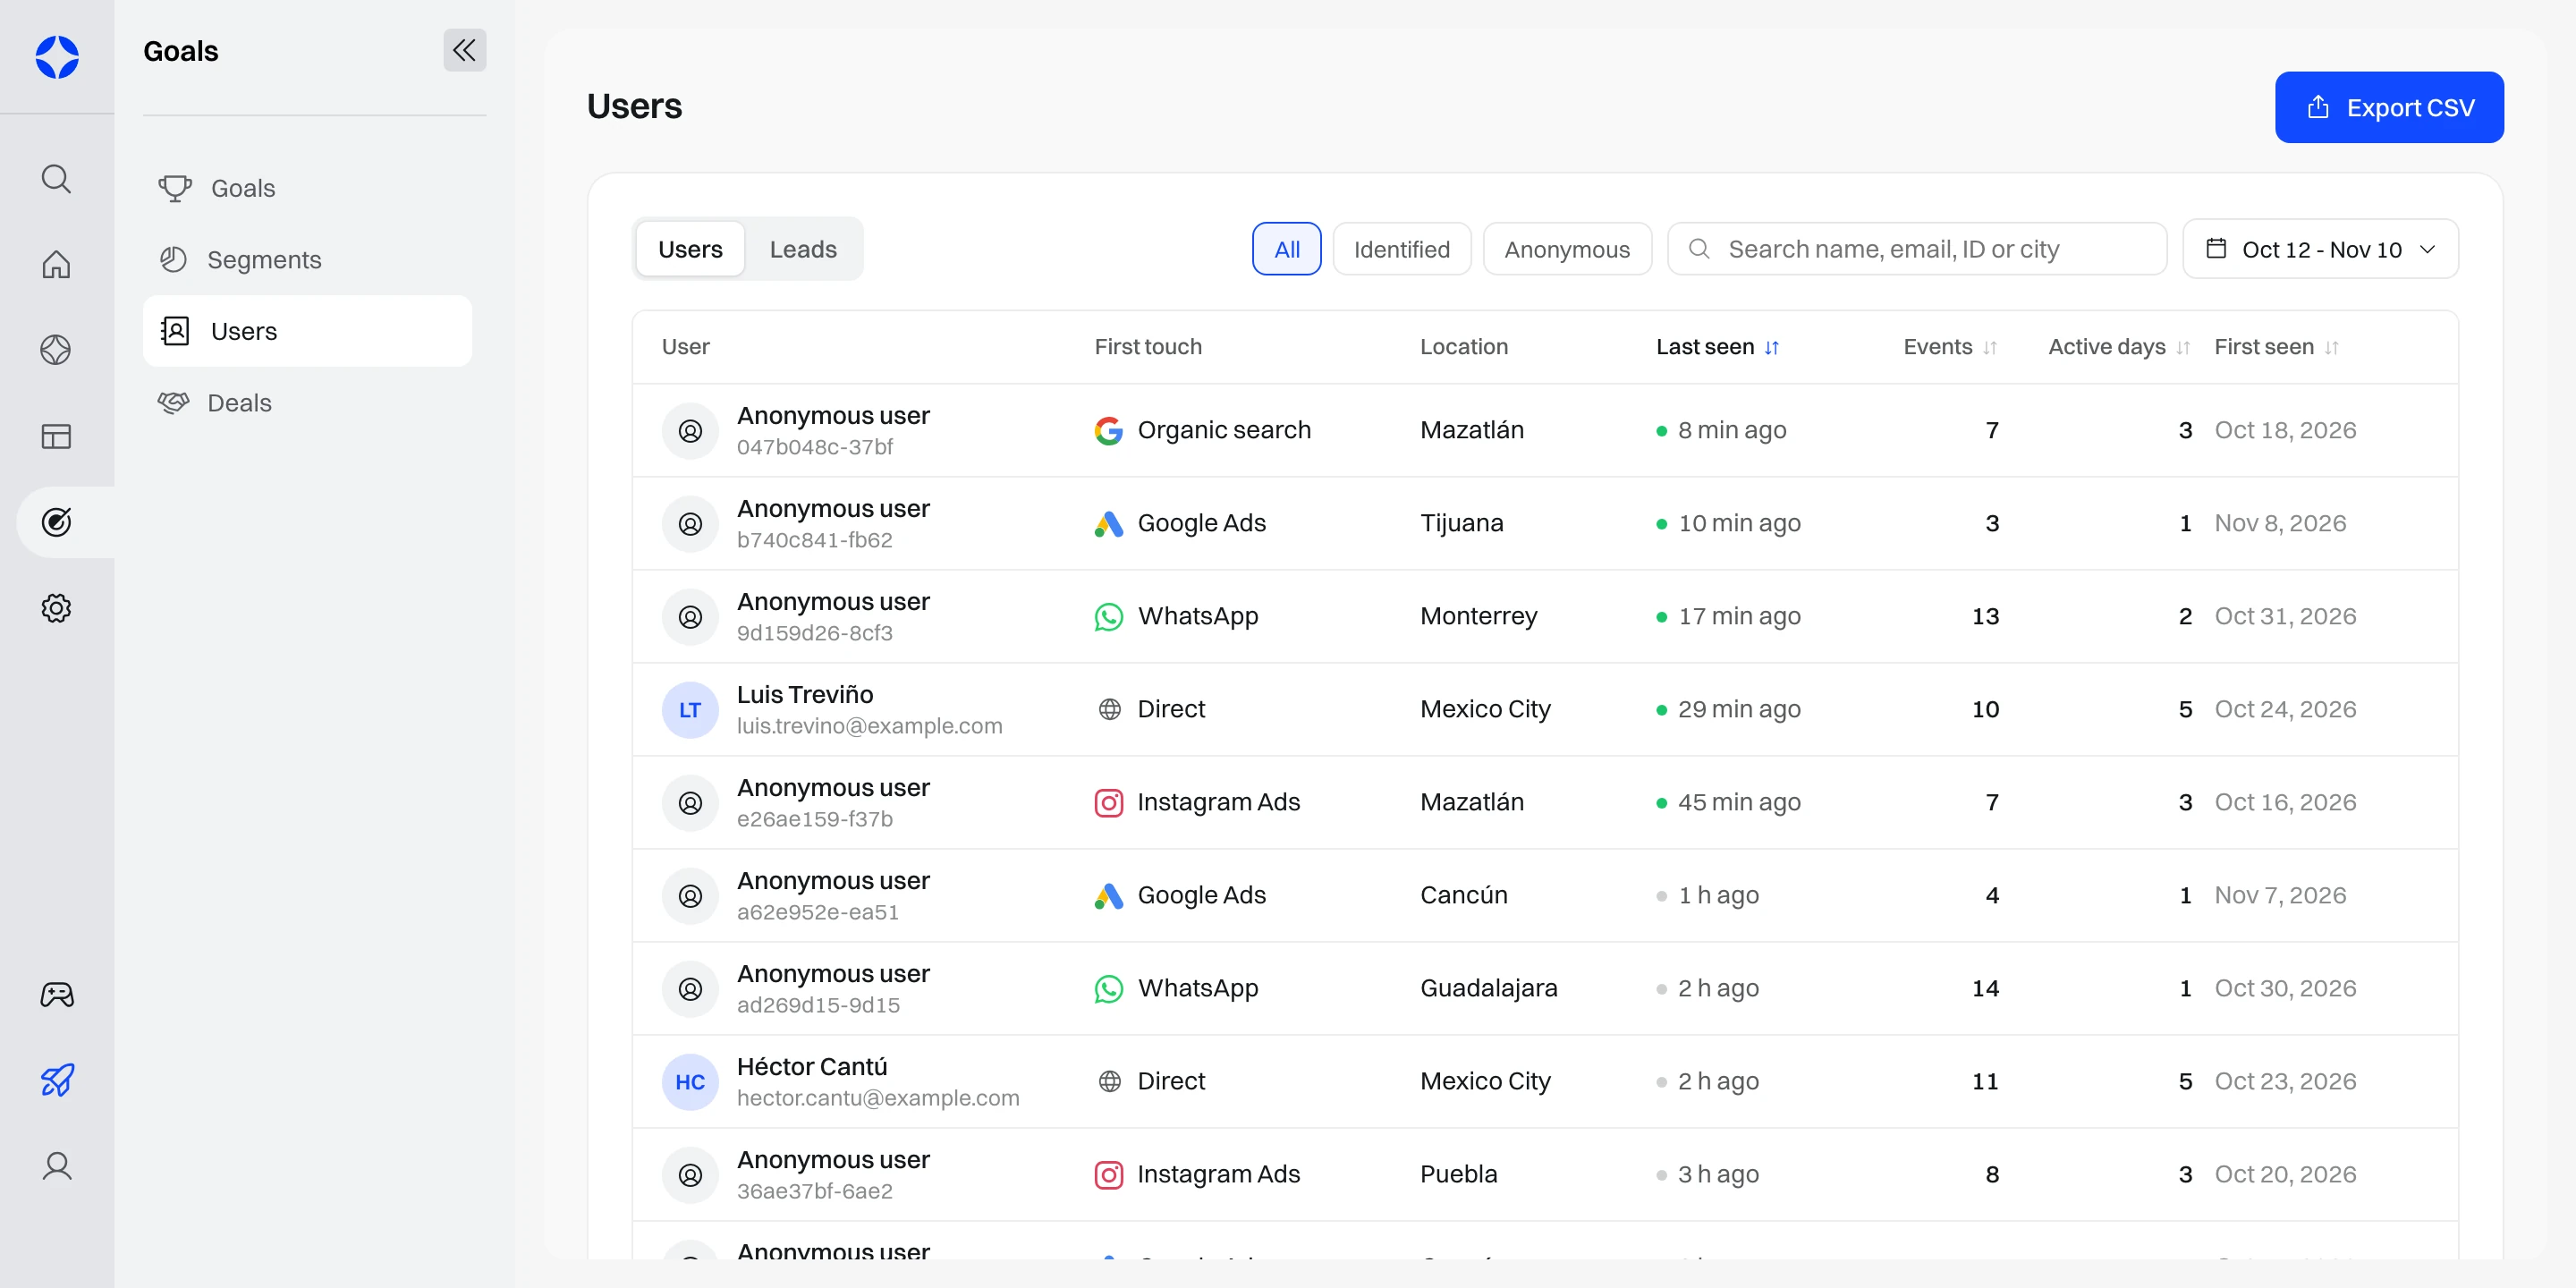 Goals
Goals
Segments
Users
Deals
Users
Export CSV
Users Leads
All Identified Anonymous Search name, email, ID or city Oct 12 - Nov 10
User First touch Location Last seen Events Active days First seen
Anonymous user
047b048c-37bf
Organic search Mazatlán 8 min ago 7 3 Oct 18, 2026
Anonymous user
b740c841-fb62
Google Ads Tijuana 10 min ago 3 1 Nov 8, 2026
Anonymous user
9d159d26-8cf3
WhatsApp Monterrey 17 min ago 13 2 Oct 31, 2026
LT
Luis Treviño
luis.trevino@example.com
Direct Mexico City 29 min ago 10 5 Oct 24, 2026
Anonymous user
e26ae159-f37b
Instagram Ads Mazatlán 45 min ago 7 3 Oct 16, 2026
Anonymous user
a62e952e-ea51
Google Ads Cancún 1 h ago 4 1 Nov 7, 2026
Anonymous user
ad269d15-9d15
WhatsApp Guadalajara 2 h ago 14 1 Oct 30, 2026
HC
Héctor Cantú
hector.cantu@example.com
Direct Mexico City 2 h ago 11 5 Oct 23, 2026
Anonymous user
36ae37bf-6ae2
Instagram Ads Puebla 3 h ago 8 3 Oct 20, 2026
Anonymous user